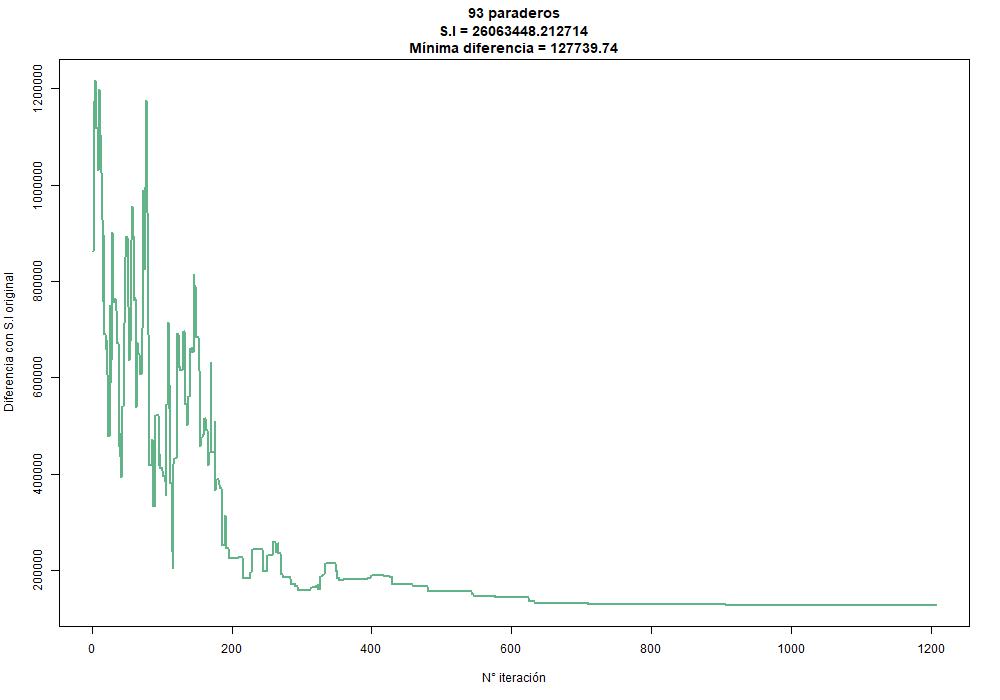 93 paraderos
S.I = 26063448.212714
Mínima diferencia = 127739.74
Diferencia con S.I original
1200000
1000000
800000
600000
400000
200000
0 200 400 600 800 1000 1200
N° iteración